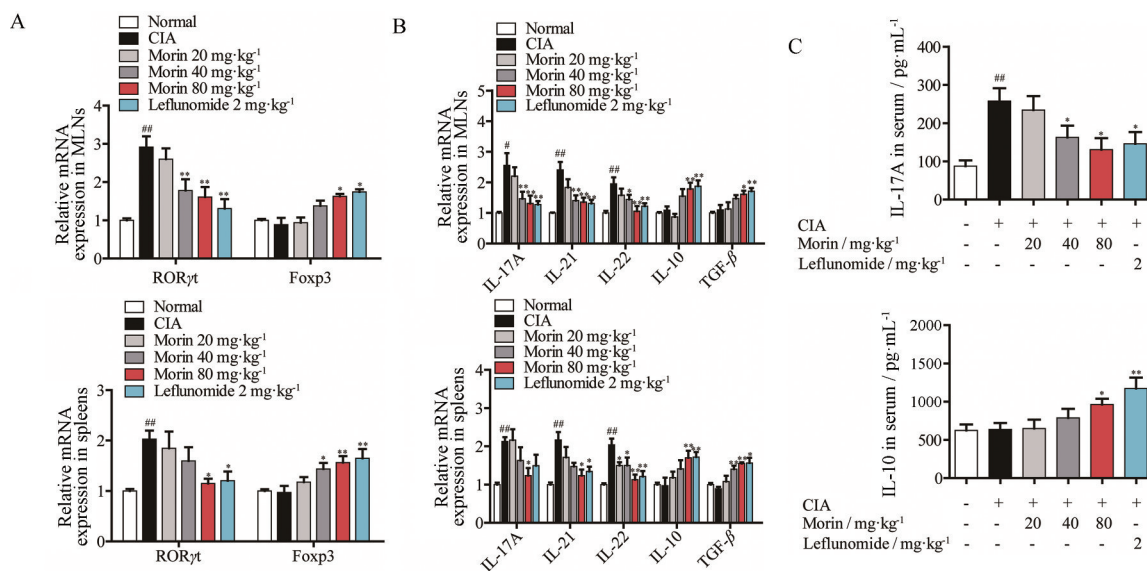 A
Normal
CIA
Morin 20 mg·kg⁻¹
Morin 40 mg·kg⁻¹
Morin 80 mg·kg⁻¹
Leflunomide 2 mg·kg⁻¹
Relative mRNA
expression in MLNs
4
3
2
1
0
##
**
**
**
*
*
RORγt
Foxp3
Normal
CIA
Morin 20 mg·kg⁻¹
Morin 40 mg·kg⁻¹
Morin 80 mg·kg⁻¹
Leflunomide 2 mg·kg⁻¹
Relative mRNA
expression in spleens
3
2
1
0
##
*
*
*
**
**
RORγt
Foxp3
B
Normal
CIA
Morin 20 mg·kg⁻¹
Morin 40 mg·kg⁻¹
Morin 80 mg·kg⁻¹
Leflunomide 2 mg·kg⁻¹
Relative mRNA
expression in MLNs
4
3
2
1
0
#
**
**
**
##
**
**
**
##
*
**
**
**
**
*
**
IL-17A
IL-21
IL-22
IL-10
TGF-β
Normal
CIA
Morin 20 mg·kg⁻¹
Morin 40 mg·kg⁻¹
Morin 80 mg·kg⁻¹
Leflunomide 2 mg·kg⁻¹
Relative mRNA
expression in spleens
4
3
2
1
0
##
*
##
*
*
##
*
*
**
**
**
**
**
**
*
IL-17A
IL-21
IL-22
IL-10
TGF-β
C
IL-17A in serum / pg·mL⁻¹
400
300
200
100
0
##
*
*
*
CIA - + + + + +
Morin / mg·kg⁻¹ - - 20 40 80 -
Leflunomide / mg·kg⁻¹ - - - - - 2
IL-10 in serum / pg·mL⁻¹
2000
1500
1000
500
0
*
**
CIA - + + + + +
Morin / mg·kg⁻¹ - - 20 40 80 -
Leflunomide / mg·kg⁻¹ - - - - - 2